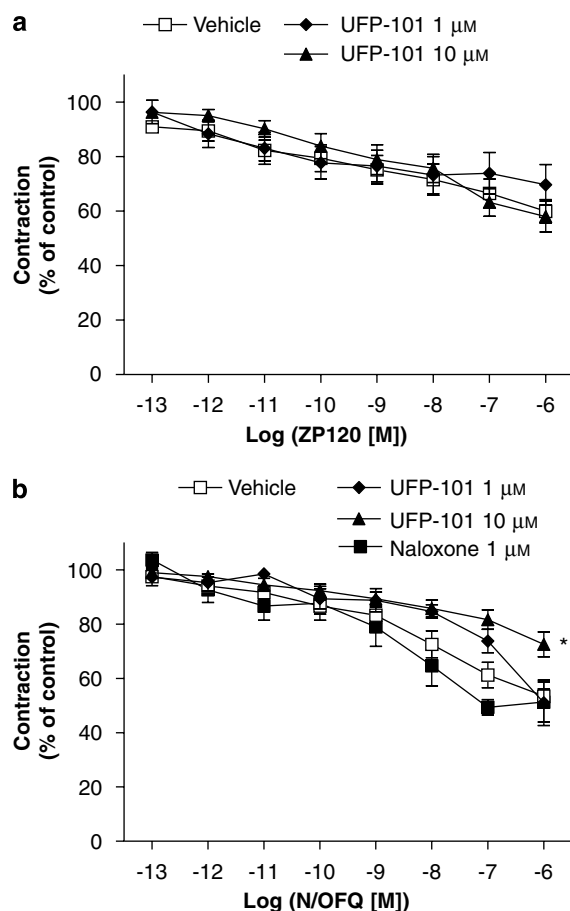 a
Vehicle
UFP-101 1 μM
UFP-101 10 μM
Contraction
(% of control)
100
80
60
40
20
0
-13 -12 -11 -10 -9 -8 -7 -6
Log (ZP120 [M])
b
Vehicle
UFP-101 1 μM
UFP-101 10 μM
Naloxone 1 μM
Contraction
(% of control)
100
80
60
40
20
0
*
-13 -12 -11 -10 -9 -8 -7 -6
Log (N/OFQ [M])